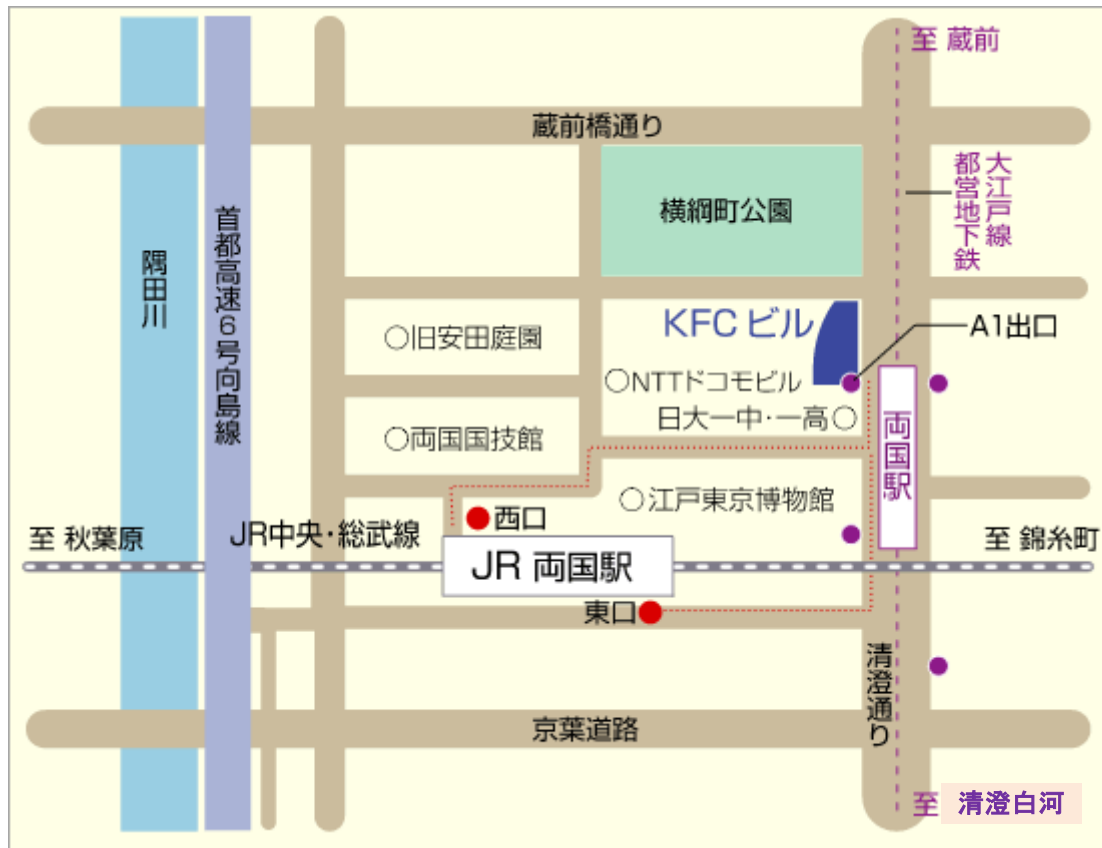 至 蔵前
蔵前橋通り
大江戸線
都営地下鉄
横綱町公園
首都高速6号向島線
隅田川
KFC ビル
A1出口
○旧安田庭園
○NTTドコモビル
日大一中・一高○
○両国国技館
両国駅
○江戸東京博物館
西口
至 秋葉原
JR中央・総武線
至 錦糸町
JR 両国駅
東口
清澄通り
京葉道路
至 清澄白河